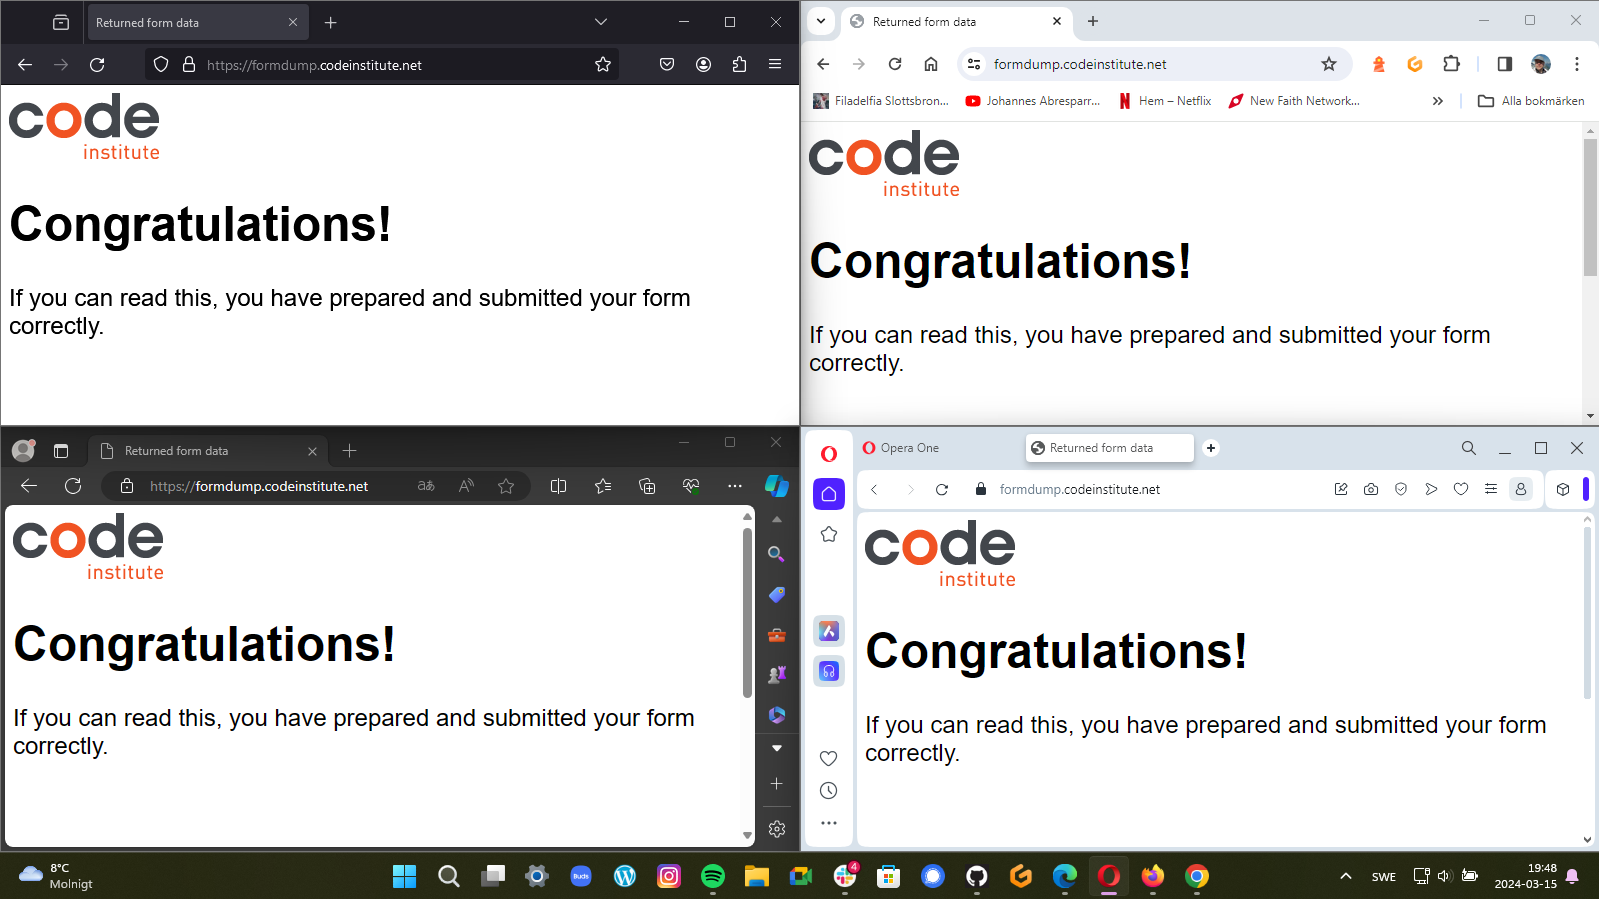 Returned form data
https://formdump.codeinstitute.net
code
institute
Congratulations!
If you can read this, you have prepared and submitted your form
correctly.
Returned form data
formdump.codeinstitute.net
Filadelfia Slottsbron...
Johannes Abresparr...
Hem – Netflix
New Faith Network...
Alla bokmärken
code
institute
Congratulations!
If you can read this, you have prepared and submitted your form
correctly.
Returned form data
https://formdump.codeinstitute.net
aあ
code
institute
Congratulations!
If you can read this, you have prepared and submitted your form
correctly.
Opera One
Returned form data
formdump.codeinstitute.net
code
institute
Congratulations!
If you can read this, you have prepared and submitted your form
correctly.
8°C
Molnigt
Buds
4
SWE
19:48
2024-03-15